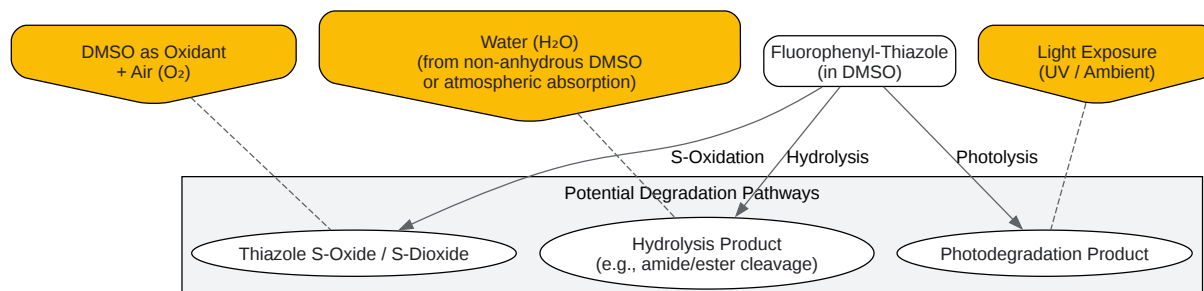 DMSO as Oxidant
+ Air (O₂)
Water (H₂O)
(from non-anhydrous DMSO
or atmospheric absorption)
Fluorophenyl-Thiazole
(in DMSO)
Light Exposure
(UV / Ambient)
S-Oxidation
Hydrolysis
Photolysis
Potential Degradation Pathways
Thiazole S-Oxide / S-Dioxide
Hydrolysis Product
(e.g., amide/ester cleavage)
Photodegradation Product